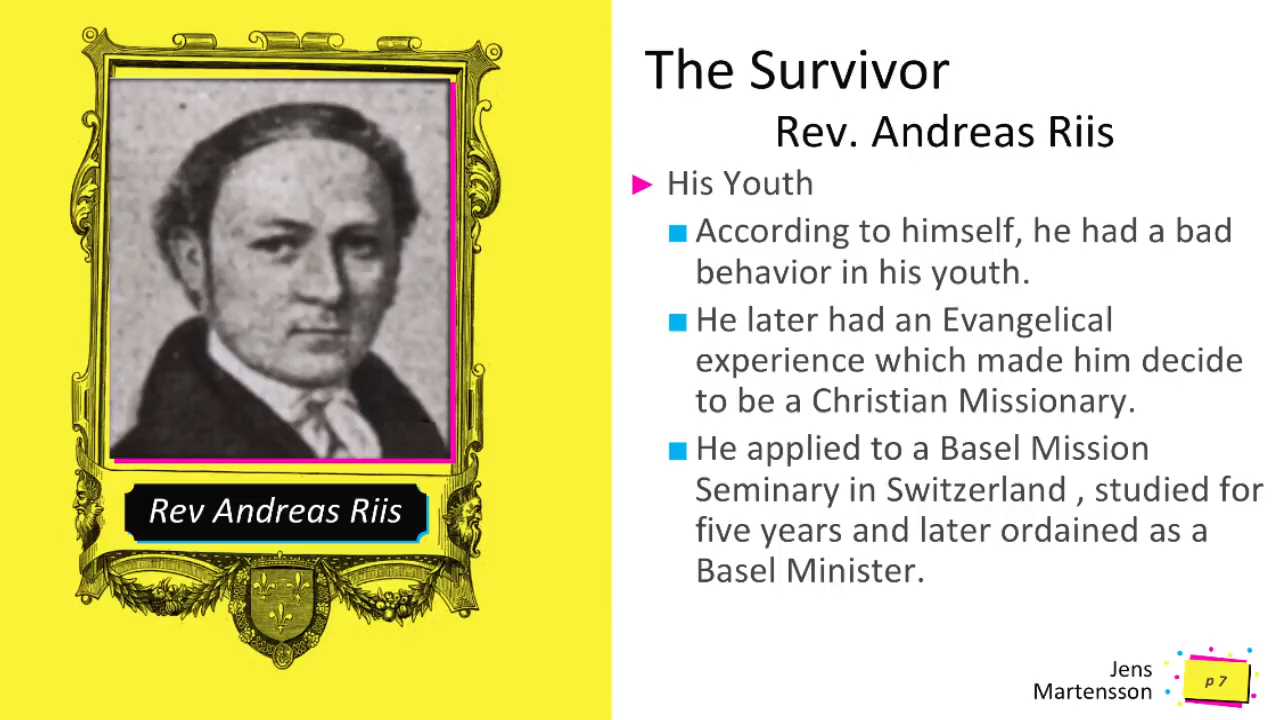 The Survivor
Rev. Andreas Riis
His Youth
According to himself, he had a bad
behavior in his youth.
He later had an Evangelical
experience which made him decide
to be a Christian Missionary.
He applied to a Basel Mission
Seminary in Switzerland , studied for
five years and later ordained as a
Basel Minister.
Rev Andreas Riis
Jens
Martensson
p 7